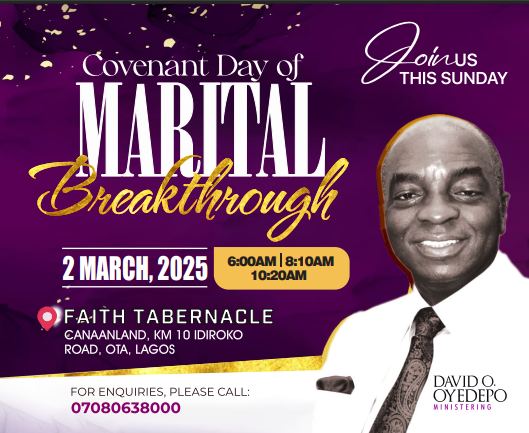 Join US
THIS SUNDAY
Covenant Day of
MARITAL
Breakthrough
2 MARCH, 2025
6:00AM | 8:10AM
10:20AM
FAITH TABERNACLE
CANAANLAND, KM 10 IDIROKO
ROAD, OTA, LAGOS
FOR ENQUIRIES, PLEASE CALL:
07080638000
DAVID O.
OYEDEPO
MINISTERING